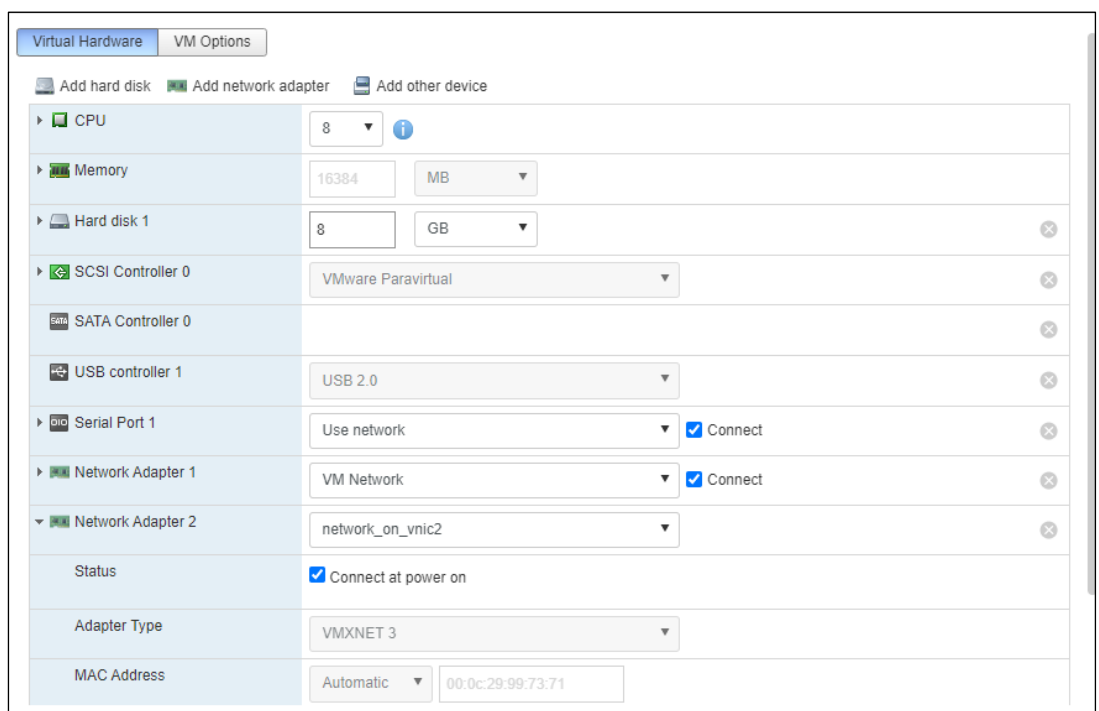 Virtual Hardware VM Options
Add hard disk Add network adapter Add other device
CPU 8
Memory 16384 MB
Hard disk 1 8 GB
SCSI Controller 0 VMware Paravirtual
SATA SATA Controller 0
USB controller 1 USB 2.0
Serial Port 1 Use network Connect
Network Adapter 1 VM Network Connect
Network Adapter 2 network_on_vnic2
Status Connect at power on
Adapter Type VMXNET 3
MAC Address Automatic 00:0c:29:99:73:71